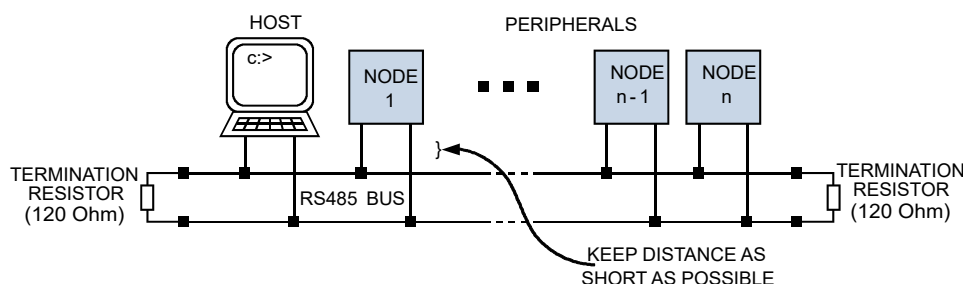 HOST
PERIPHERALS
c:>
NODE
1
NODE
n-1
NODE
n
}
TERMINATION
RESISTOR
(120 Ohm)
RS485 BUS
TERMINATION
RESISTOR
(120 Ohm)
KEEP DISTANCE AS
SHORT AS POSSIBLE